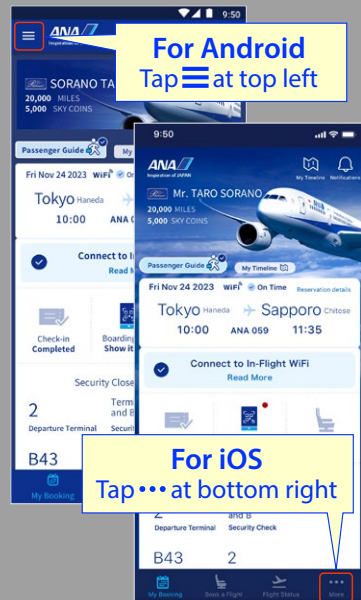 9:50
ANA
Inspiration of JAPAN
For Android
Tap ☰ at top left
SORANO TA
20,000 MILES
5,000 SKY COINS
Passenger Guide
My
Fri Nov 24 2023 WiFi On
Tokyo Haneda
10:00 ANA
Connect to I
Read M
Check-in
Completed
Boarding
Show it
Security Close
2
Term
and B
Departure Terminal Securit
B43
My Booking
9:50
ANA
Inspiration of JAPAN
My Timeline Notifications
Mr. TARO SORANO
20,000 MILES
5,000 SKY COINS
Passenger Guide
My Timeline
Fri Nov 24 2023 WiFi On Time Reservation details
Tokyo Haneda Sapporo Chitose
10:00 ANA 059 11:35
Connect to In-Flight WiFi
Read More
For iOS
Tap ••• at bottom right
2 and B
Departure Terminal Security Check
B43 2
My Booking Book a Flight Flight Status More